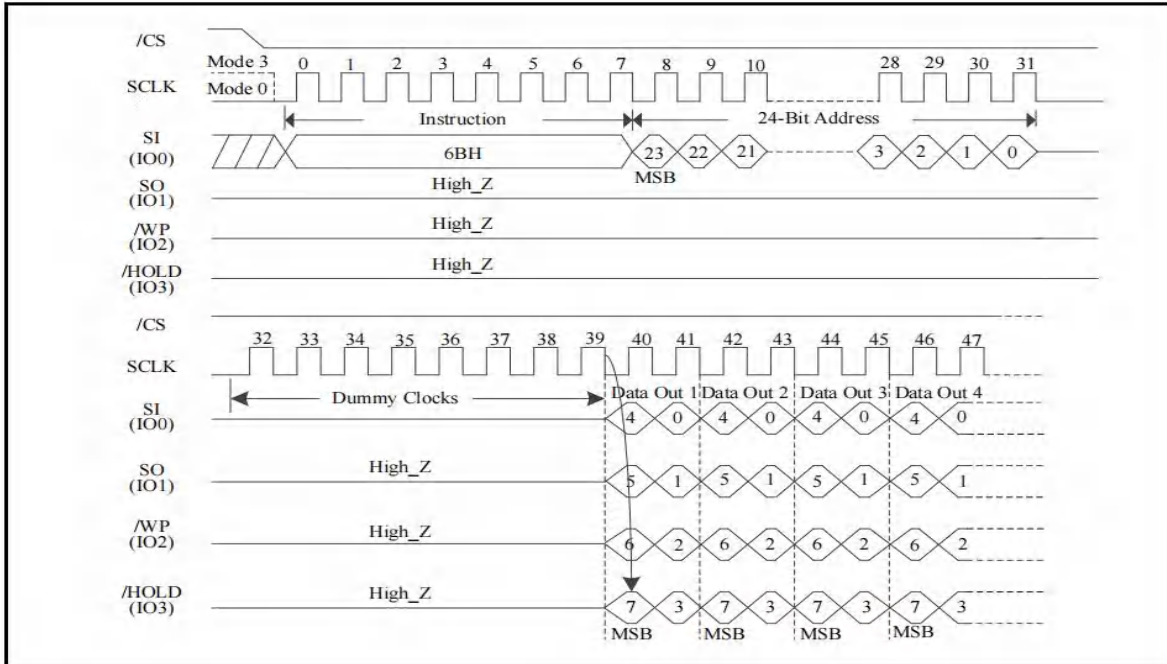 /CS
Mode 3 0 1 2 3 4 5 6 7 8 9 10 28 29 30 31
SCLK Mode 0
Instruction 24-Bit Address
SI
(IO0) 6BH 23 22 21 3 2 1 0
MSB
SO High_Z
(IO1)
/WP High_Z
(IO2)
/HOLD High_Z
(IO3)
/CS
32 33 34 35 36 37 38 39 40 41 42 43 44 45 46 47
SCLK
Dummy Clocks Data Out 1 Data Out 2 Data Out 3 Data Out 4
SI
(IO0) 4 0 4 0 4 0 4 0
SO High_Z
(IO1) 5 1 5 1 5 1 5 1
/WP High_Z
(IO2) 6 2 6 2 6 2 6 2
/HOLD High_Z
(IO3) 7 3 7 3 7 3 7 3
MSB MSB MSB MSB